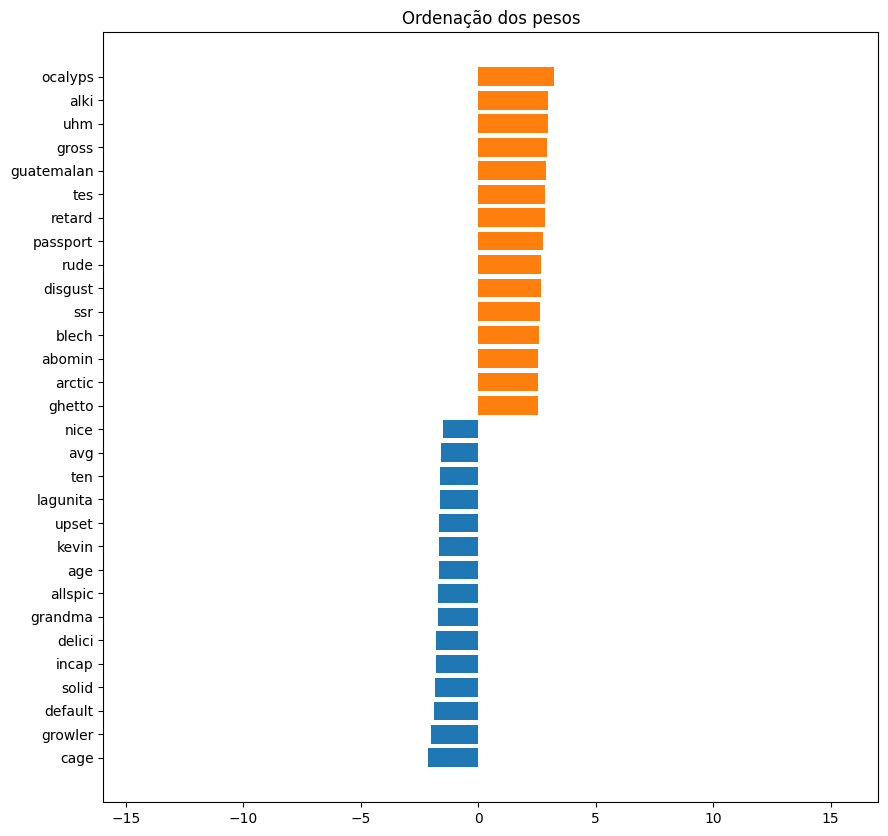 Ordenação dos pesos
ocalyps
alki
uhm
gross
guatemalan
tes
retard
passport
rude
disgust
ssr
blech
abomin
arctic
ghetto
nice
avg
ten
lagunita
upset
kevin
age
allspic
grandma
delici
incap
solid
default
growler
cage
−15 −10 −5 0 5 10 15